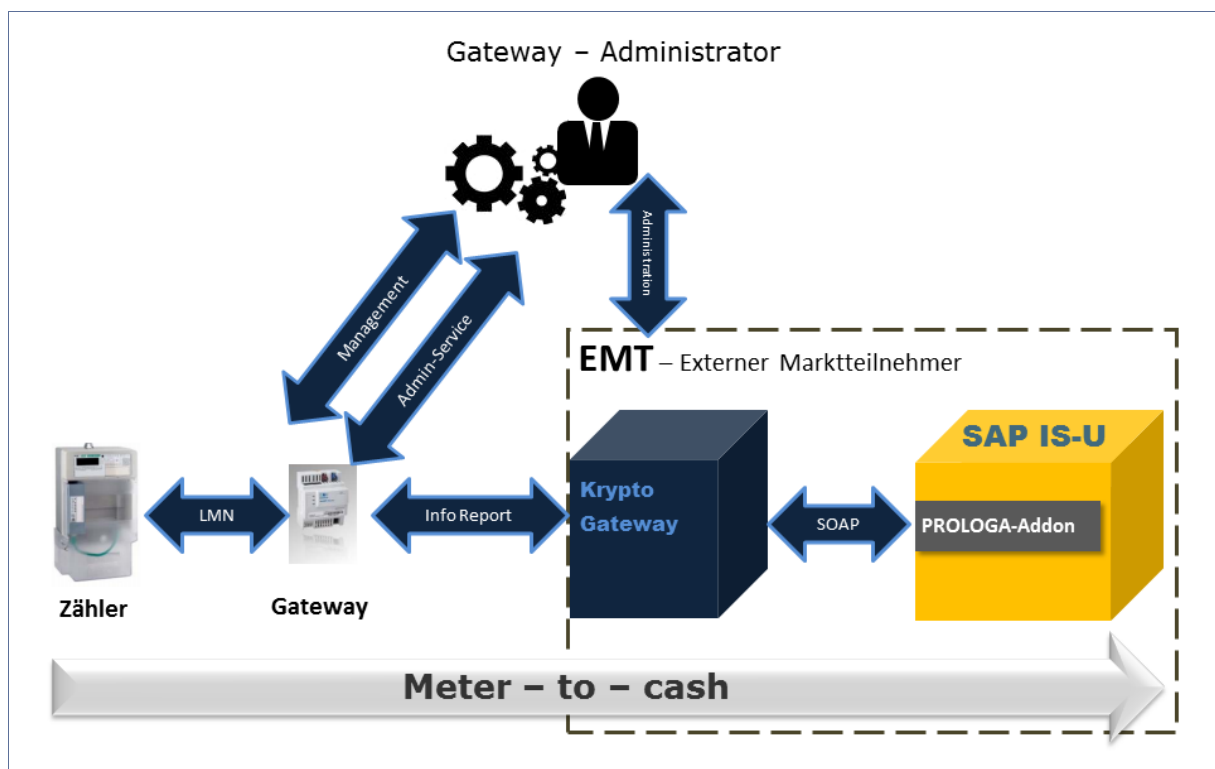 Gateway – Administrator
Administration
Management
Admin-Service
EMT – Externer Marktteilnehmer
SAP IS-U
Krypto
Gateway
PROLOGA-Addon
LMN
Info Report
SOAP
Zähler
Gateway
Meter – to – cash